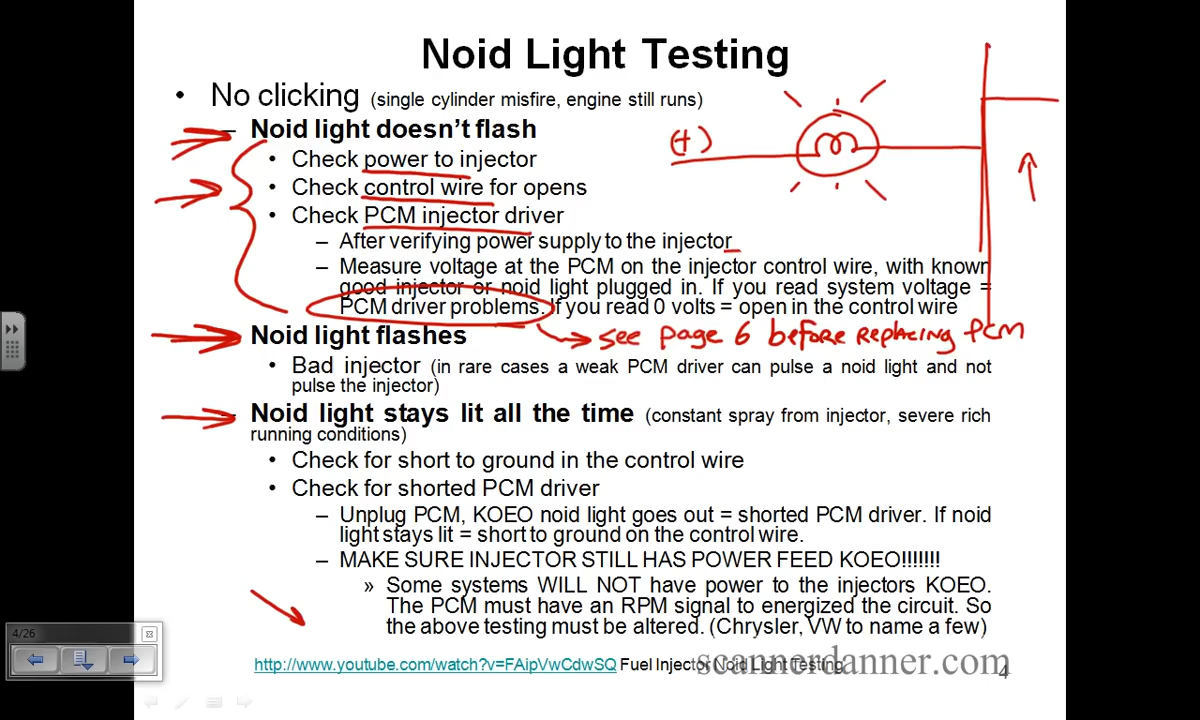 Noid Light Testing
• No clicking (single cylinder misfire, engine still runs)
– Noid light doesn't flash
• Check power to injector
(+)
• Check control wire for opens
• Check PCM injector driver
– After verifying power supply to the injector
– Measure voltage at the PCM on the injector control wire, with known
good injector or noid light plugged in. If you read system voltage =
PCM driver problems. If you read 0 volts = open in the control wire
see page 6 before replacing PCM
– Noid light flashes
• Bad injector (in rare cases a weak PCM driver can pulse a noid light and not
pulse the injector)
– Noid light stays lit all the time (constant spray from injector, severe rich
running conditions)
• Check for short to ground in the control wire
• Check for shorted PCM driver
– Unplug PCM, KOEO noid light goes out = shorted PCM driver. If noid
light stays lit = short to ground on the control wire.
– MAKE SURE INJECTOR STILL HAS POWER FEED KOEO!!!!!!!
» Some systems WILL NOT have power to the injectors KOEO.
The PCM must have an RPM signal to energized the circuit. So
the above testing must be altered. (Chrysler, VW to name a few)
4/26
http://www.youtube.com/watch?v=FAipVwCdwSQ Fuel Injector Noid Light Testing
scannerdanner.com
4